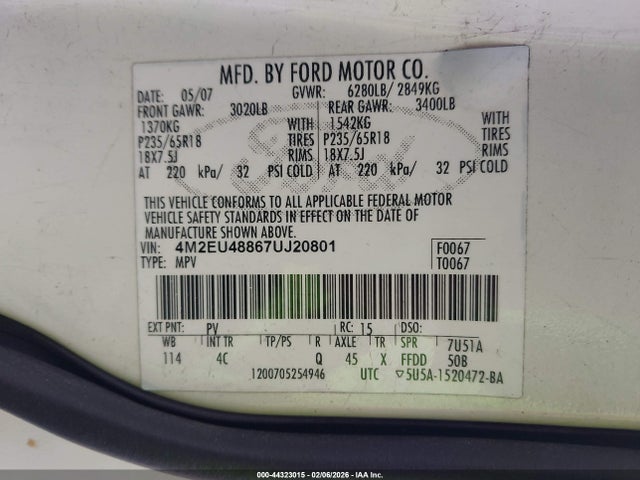 MFD. BY FORD MOTOR CO.
DATE: 05/07 GVWR: 6280LB/ 2849KG
FRONT GAWR: 3020LB REAR GAWR: 3400LB
1370KG WITH 1542KG WITH
P235/65R18 TIRES P235/65R18 TIRES
18X7.5J RIMS 18X7.5J RIMS
AT 220 kPa/ 32 PSI COLD AT 220 kPa/ 32 PSI COLD
THIS VEHICLE CONFORMS TO ALL APPLICABLE FEDERAL MOTOR
VEHICLE SAFETY STANDARDS IN EFFECT ON THE DATE OF
MANUFACTURE SHOWN ABOVE.
VIN: 4M2EU48867UJ20801 F0067
TYPE: MPV T0067
EXT PNT: PV RC: 15 DSO:
WB INT TR TP/PS R AXLE TR SPR 7U51A
114 4C Q 45 X FFDD 50B
1200705254946 UTC ▽5U5A-1520472-BA
Ford
000-44323015 - 02/06/2026 - IAA Inc.